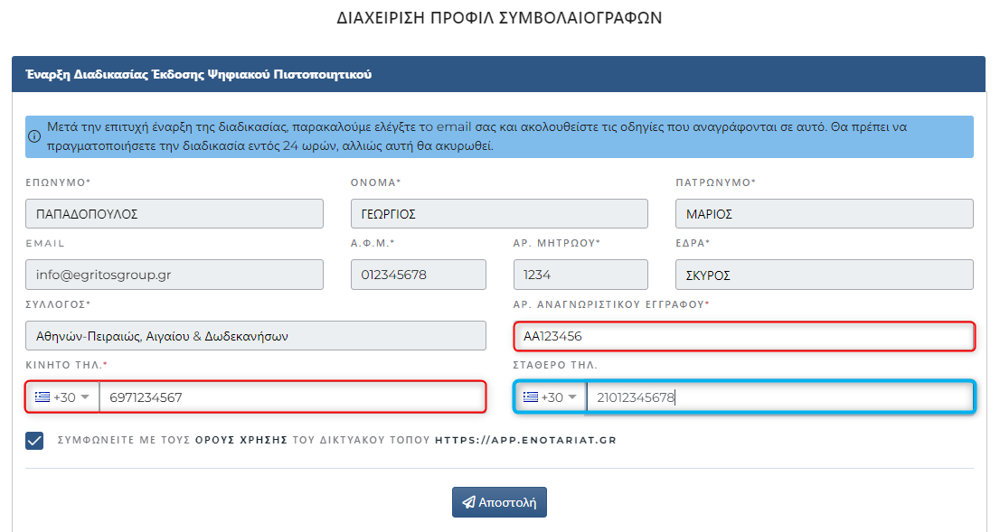 ΔΙΑΧΕΙΡΙΣΗ ΠΡΟΦΙΛ ΣΥΜΒΟΛΑΙΟΓΡΑΦΩΝ
Έναρξη Διαδικασίας Έκδοσης Ψηφιακού Πιστοποιητικού
Μετά την επιτυχή έναρξη της διαδικασίας, παρακαλούμε ελέγξτε το email σας και ακολουθείστε τις οδηγίες που αναγράφονται σε αυτό. Θα πρέπει να
πραγματοποιήσετε την διαδικασία εντός 24 ωρών, αλλιώς αυτή θα ακυρωθεί.
ΕΠΩΝΥΜΟ* ΟΝΟΜΑ* ΠΑΤΡΩΝΥΜΟ*
ΠΑΠΑΔΟΠΟΥΛΟΣ ΓΕΩΡΓΙΟΣ ΜΑΡΙΟΣ
EMAIL Α.Φ.Μ.* ΑΡ. ΜΗΤΡΩΟΥ* ΕΔΡΑ*
info@egritosgroup.gr 012345678 1234 ΣΚΥΡΟΣ
ΣΥΛΛΟΓΟΣ* ΑΡ. ΑΝΑΓΝΩΡΙΣΤΙΚΟΥ ΕΓΓΡΑΦΟΥ*
Αθηνών-Πειραιώς, Αιγαίου & Δωδεκανήσων ΑΑ123456
ΚΙΝΗΤΟ ΤΗΛ.* ΣΤΑΘΕΡΟ ΤΗΛ.
+30 6971234567 +30 21012345678
ΣΥΜΦΩΝΕΙΤΕ ΜΕ ΤΟΥΣ ΟΡΟΥΣ ΧΡΗΣΗΣ ΤΟΥ ΔΙΚΤΥΑΚΟΥ ΤΟΠΟΥ HTTPS://APP.ENOTARIAT.GR
Αποστολή